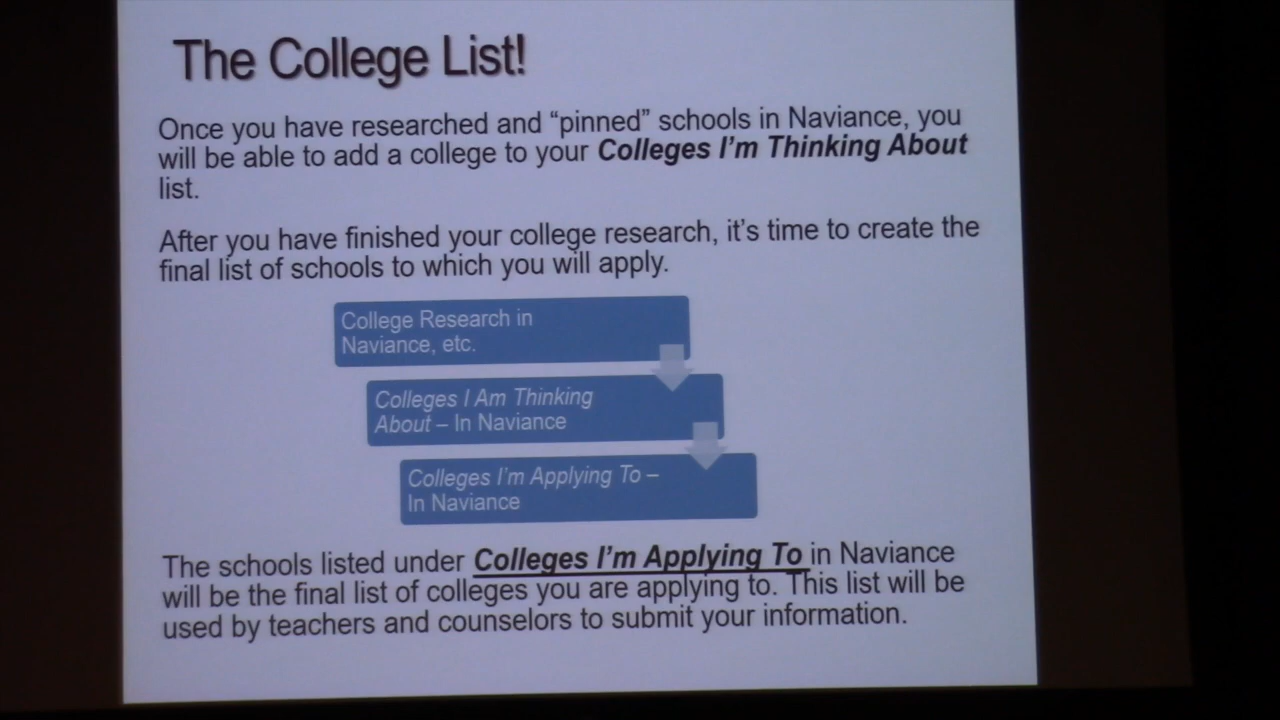 The College List!
Once you have researched and “pinned” schools in Naviance, you
will be able to add a college to your Colleges I’m Thinking About
list.
After you have finished your college research, it’s time to create the
final list of schools to which you will apply.
College Research in
Naviance, etc.
Colleges I Am Thinking
About – In Naviance
Colleges I’m Applying To –
In Naviance
The schools listed under Colleges I’m Applying To in Naviance
will be the final list of colleges you are applying to. This list will be
used by teachers and counselors to submit your information.